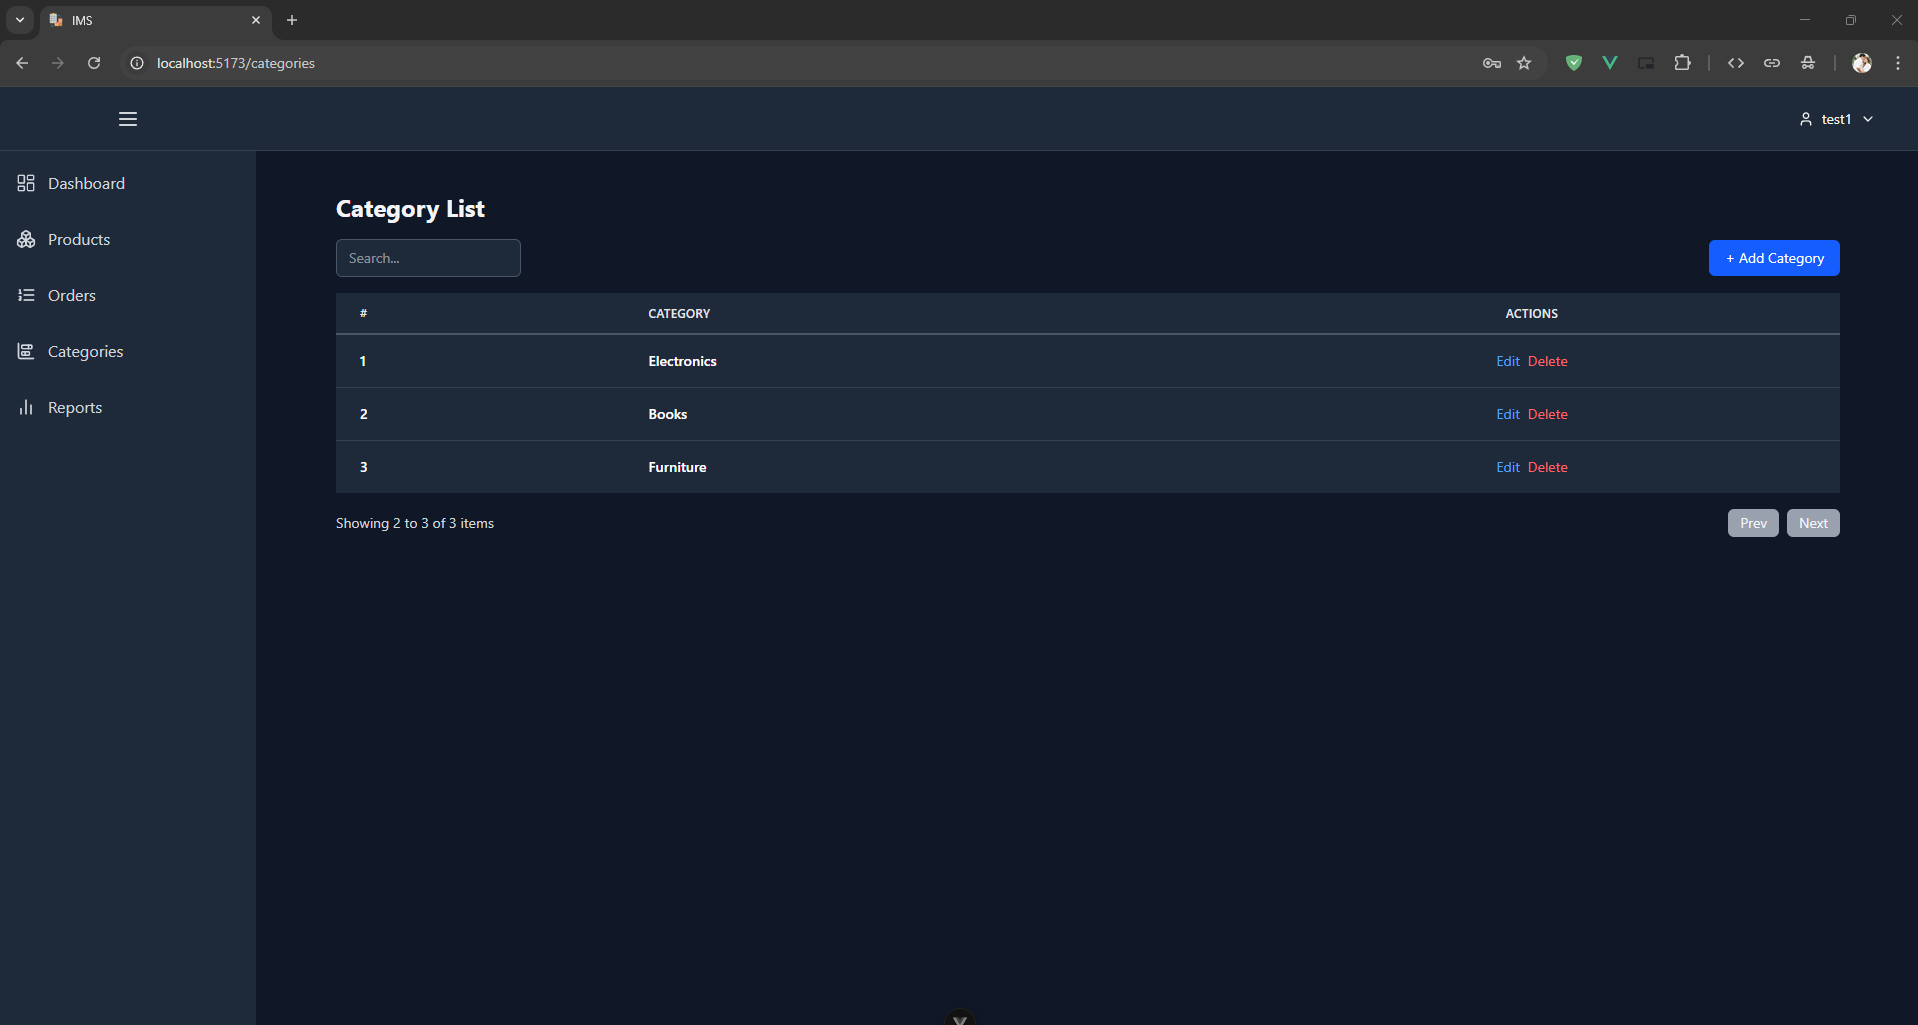 IMS
localhost:5173/categories
test1
Dashboard
Products
Orders
Categories
Reports
Category List
Search...
+ Add Category
# CATEGORY ACTIONS
1 Electronics Edit Delete
2 Books Edit Delete
3 Furniture Edit Delete
Showing 2 to 3 of 3 items
Prev Next